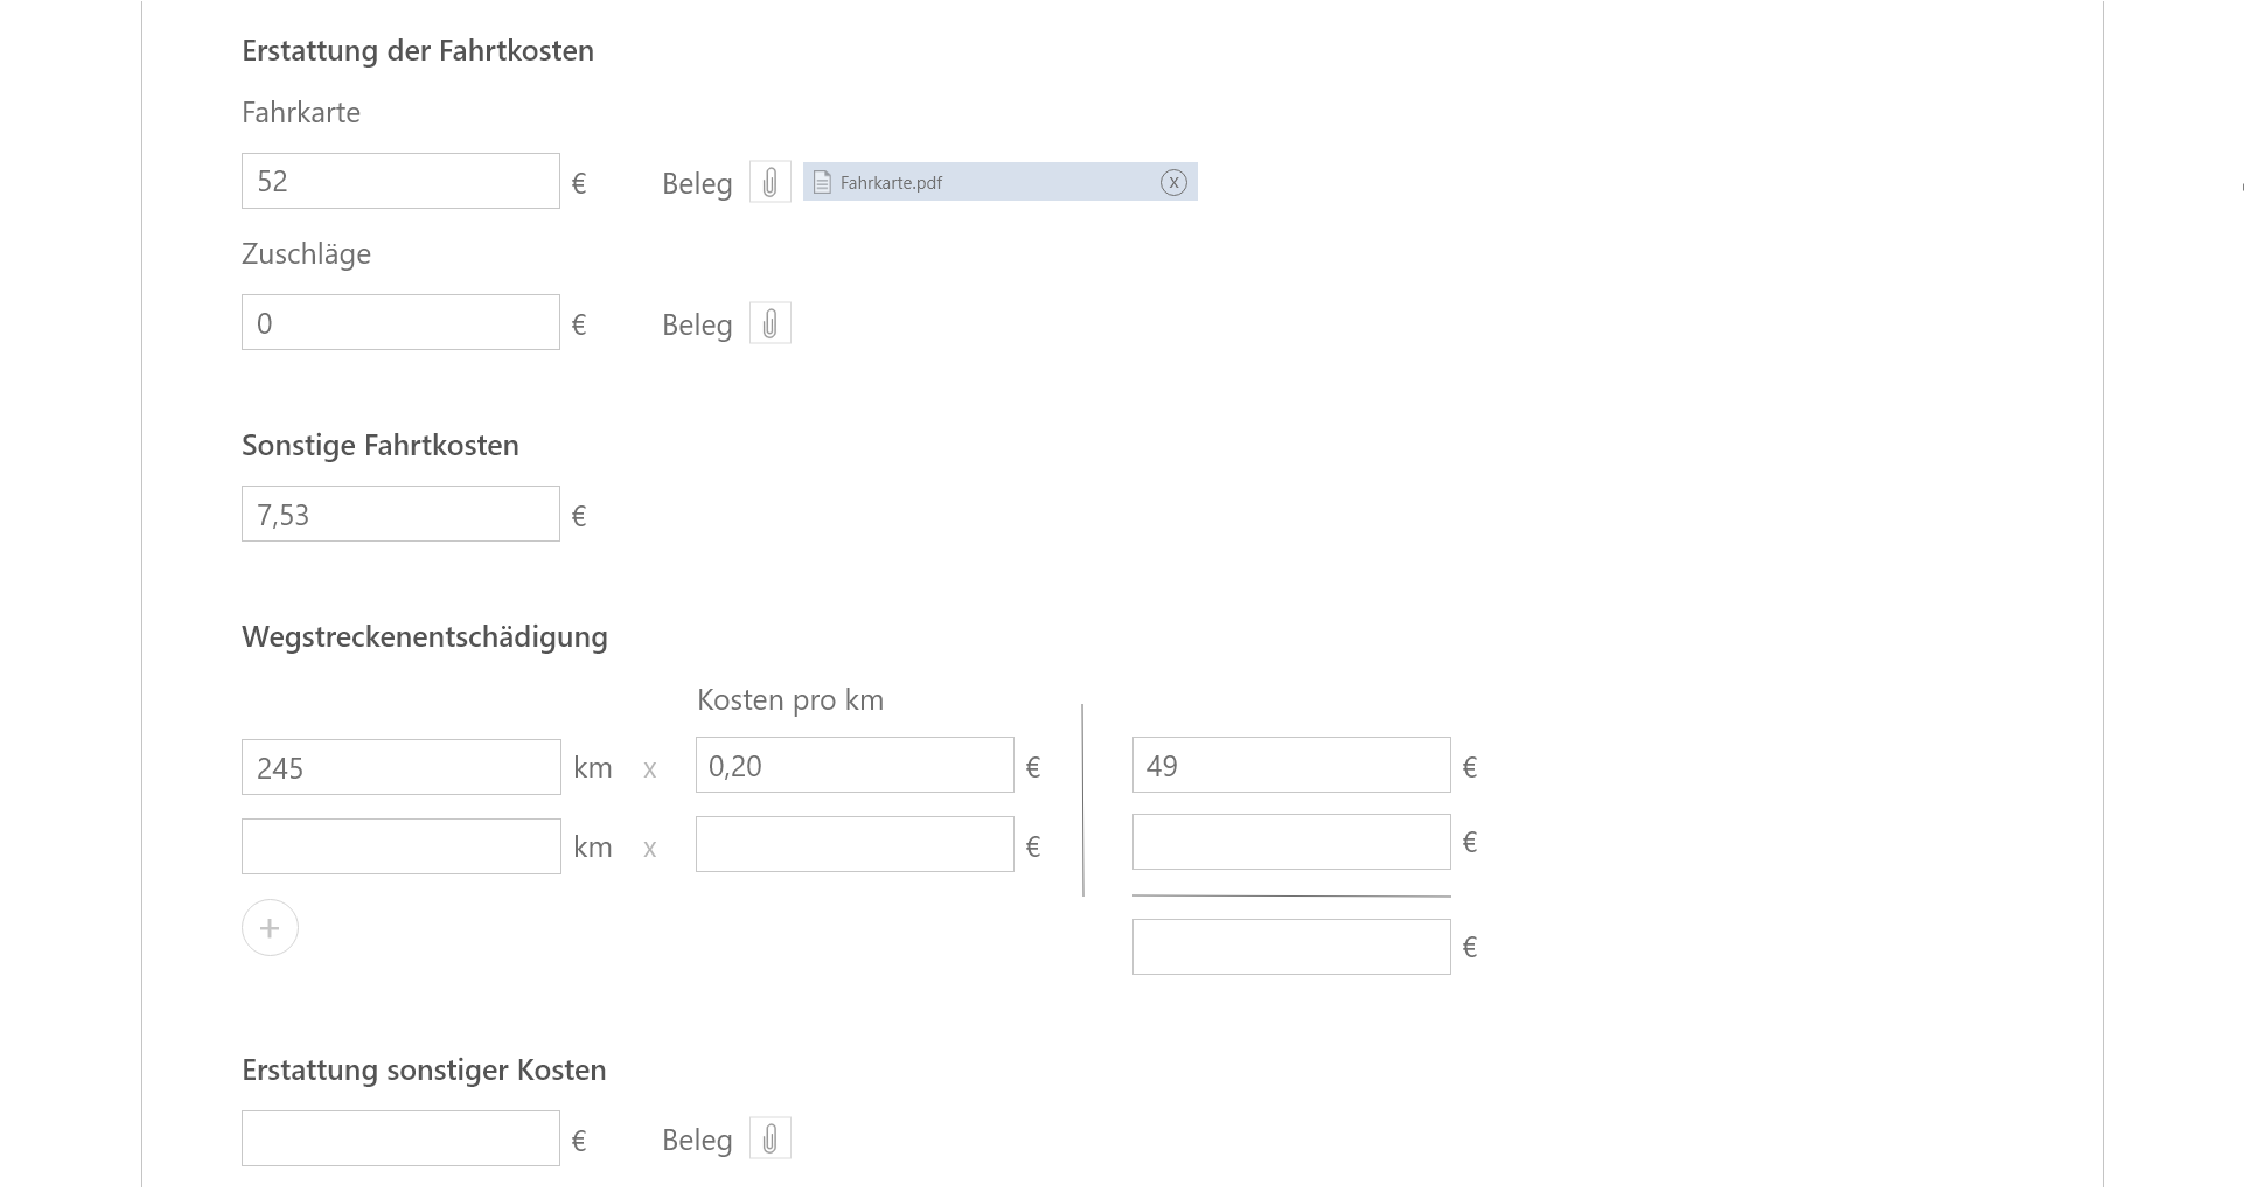 Erstattung der Fahrtkosten
Fahrkarte
52 € Beleg Fahrkarte.pdf X
Zuschläge
0 € Beleg
Sonstige Fahrtkosten
7,53 €
Wegstreckenentschädigung
Kosten pro km
245 km x 0,20 € 49 €
km x € €
+
€
Erstattung sonstiger Kosten
€ Beleg